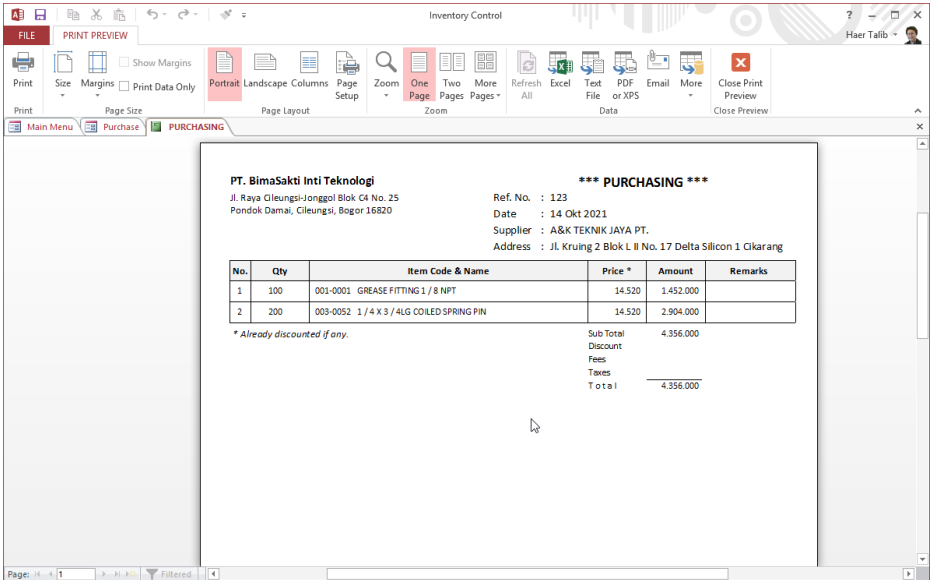 Inventory Control
?
FILE
PRINT PREVIEW
Haer Talib
Print
Size
Margins
Show Margins
Print Data Only
Portrait
Landscape
Columns
Page Setup
Zoom
One Page
Two Pages
More Pages
Refresh All
Excel
Text File
PDF or XPS
Email
More
Close Print Preview
Print
Page Size
Page Layout
Zoom
Data
Close Preview
Main Menu
Purchase
PURCHASING
PT. BimaSakti Inti Teknologi
*** PURCHASING ***
Jl. Raya Cileungsi-Jonggol Blok C4 No. 25
Pondok Damai, Cileungsi, Bogor 16820
Ref. No. : 123
Date : 14 Okt 2021
Supplier : A&K TEKNIK JAYA PT.
Address : Jl. Kruing 2 Blok L II No. 17 Delta Silicon 1 Cikarang
No. Qty Item Code & Name Price * Amount Remarks
1 100 001-0001 GREASE FITTING 1 / 8 NPT 14.520 1.452.000
2 200 003-0052 1 / 4 X 3 / 4LG COILED SPRING PIN 14.520 2.904.000
* Already discounted if any.
Sub Total 4.356.000
Discount
Fees
Taxes
T o t a l 4.356.000
Page: 1
Filtered